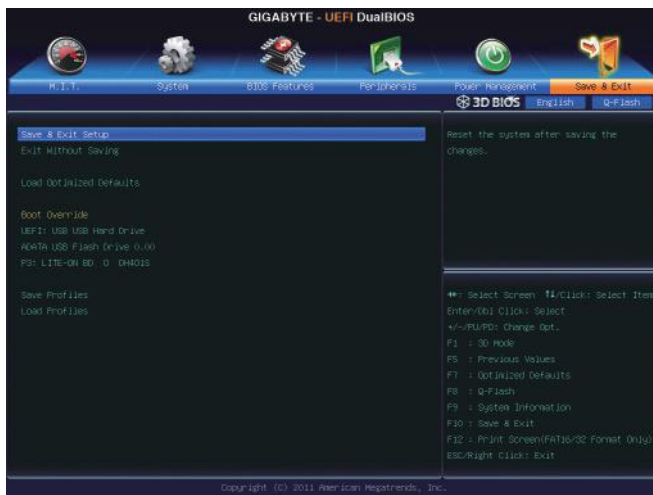 GIGABYTE - UEFI DualBIOS
M.I.T.
System
BIOS Features
Peripherals
Power Management
Save & Exit
3D BIOS
English
Q-Flash
Save & Exit Setup
Exit Without Saving
Load Optimized Defaults
Boot Override
UEFI: USB USB Hard Drive
ADATA USB Flash Drive 0.00
P3: LITE-ON BD O DH401S
Save Profiles
Load Profiles
Reset the system after saving the
changes.
: Select Screen ↑↓/Click: Select Item
Enter/Dbl Click: Select
+/-/PU/PD: Change Opt.
F1 : 3D Mode
F5 : Previous Values
F7 : Optimized Defaults
F8 : Q-Flash
F9 : System Information
F10 : Save & Exit
F12 : Print Screen(FAT16/32 Format Only)
ESC/Right Click: Exit
Copyright (C) 2011 American Megatrends, Inc.